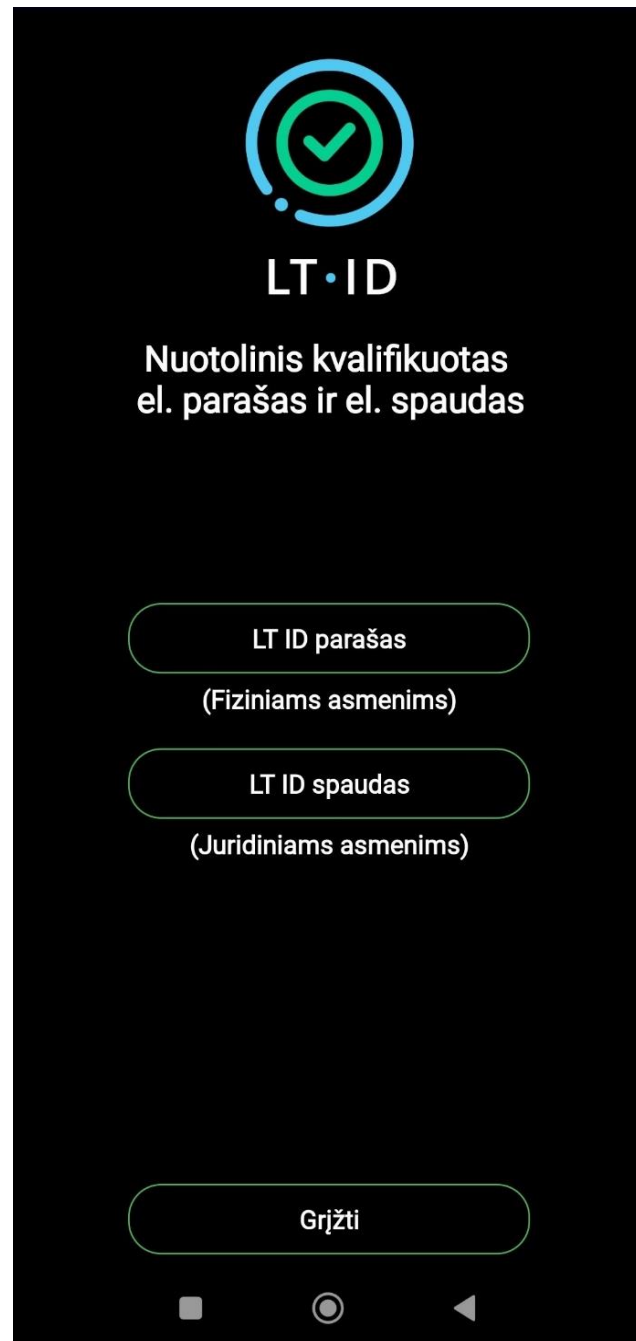 LT·ID
Nuotolinis kvalifikuotas
el. parašas ir el. spaudas
LT ID parašas
(Fiziniams asmenims)
LT ID spaudas
(Juridiniams asmenims)
Grįžti